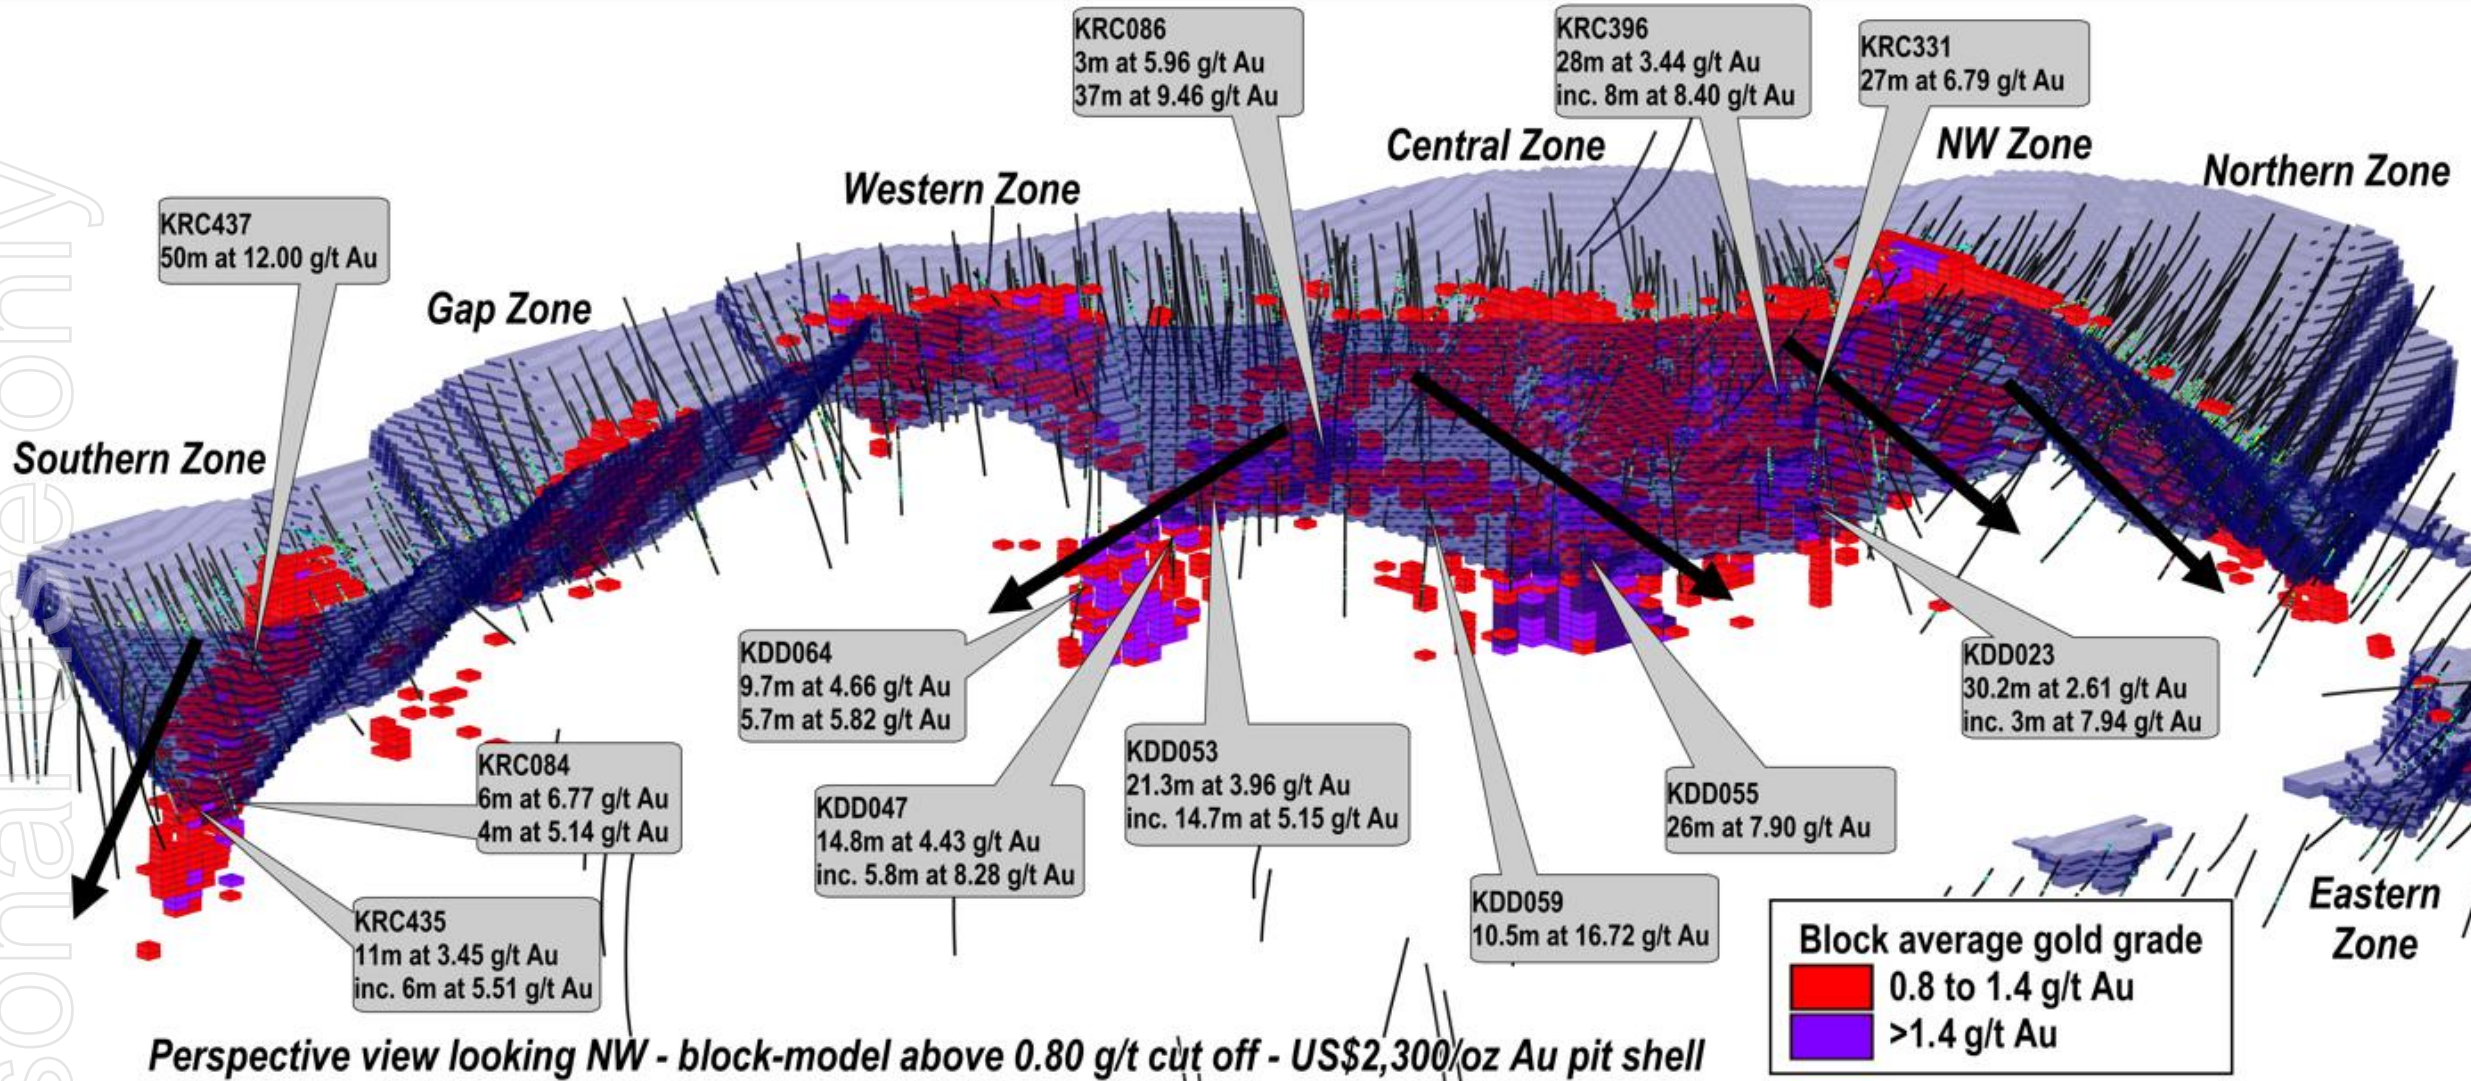 KRC086
3m at 5.96 g/t Au
37m at 9.46 g/t Au
KRC396
28m at 3.44 g/t Au
inc. 8m at 8.40 g/t Au
KRC331
27m at 6.79 g/t Au
Central Zone
NW Zone
Northern Zone
Western Zone
KRC437
50m at 12.00 g/t Au
Gap Zone
Southern Zone
KDD064
9.7m at 4.66 g/t Au
5.7m at 5.82 g/t Au
KDD023
30.2m at 2.61 g/t Au
inc. 3m at 7.94 g/t Au
KRC084
6m at 6.77 g/t Au
4m at 5.14 g/t Au
KDD053
21.3m at 3.96 g/t Au
inc. 14.7m at 5.15 g/t Au
KDD047
14.8m at 4.43 g/t Au
inc. 5.8m at 8.28 g/t Au
KDD055
26m at 7.90 g/t Au
KDD059
10.5m at 16.72 g/t Au
KRC435
11m at 3.45 g/t Au
inc. 6m at 5.51 g/t Au
Eastern
Zone
Block average gold grade
0.8 to 1.4 g/t Au
>1.4 g/t Au
Perspective view looking NW - block-model above 0.80 g/t cut off - US$2,300/oz Au pit shell
sonal use only